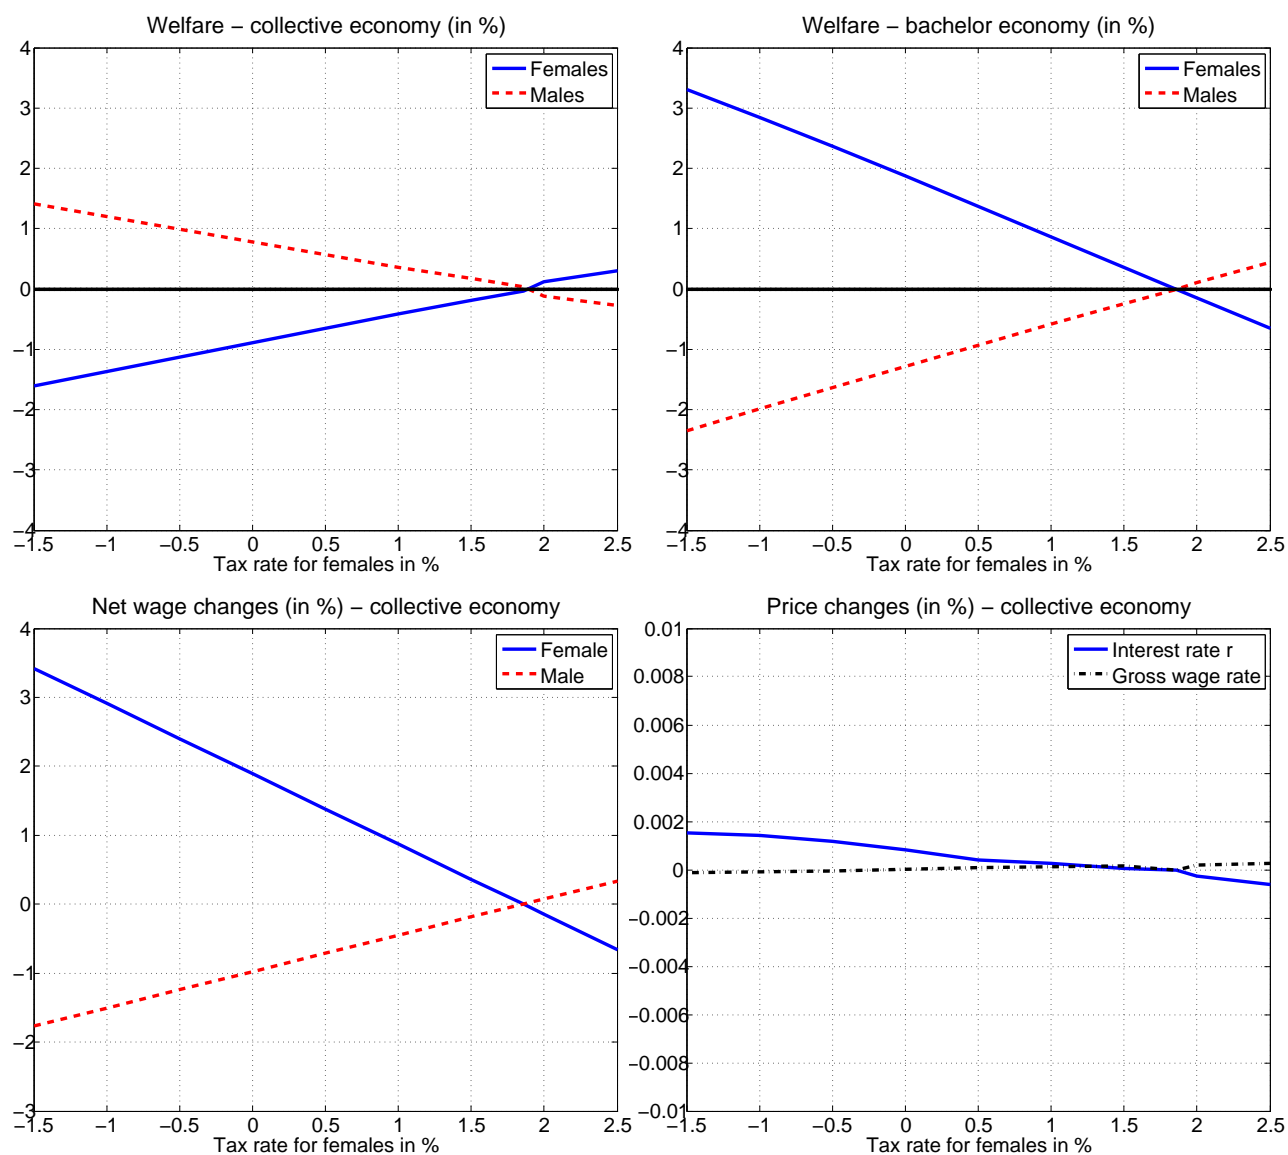 Welfare – collective economy (in %)
Females
Males
4
3
2
1
0
−1
−2
−3
−4
−1.5 −1 −0.5 0 0.5 1 1.5 2 2.5
Tax rate for females in %
Welfare – bachelor economy (in %)
Females
Males
4
3
2
1
0
−1
−2
−3
−4
−1.5 −1 −0.5 0 0.5 1 1.5 2 2.5
Tax rate for females in %
Net wage changes (in %) – collective economy
Female
Male
4
3
2
1
0
−1
−2
−3
−1.5 −1 −0.5 0 0.5 1 1.5 2 2.5
Tax rate for females in %
Price changes (in %) – collective economy
Interest rate r
Gross wage rate
0.01
0.008
0.006
0.004
0.002
0
−0.002
−0.004
−0.006
−0.008
−0.01
−1.5 −1 −0.5 0 0.5 1 1.5 2 2.5
Tax rate for females in %